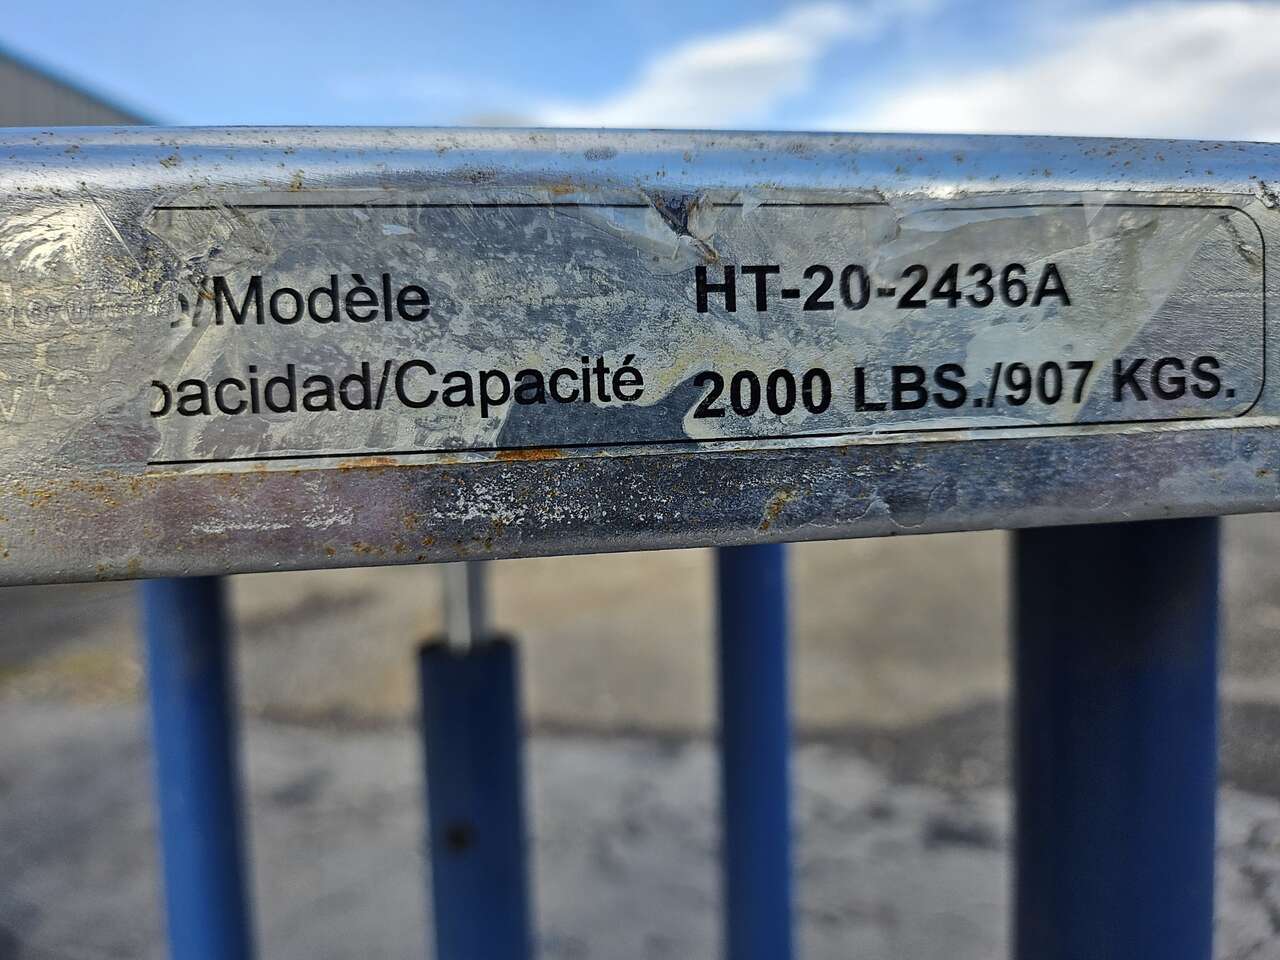 /Modèle HT-20-2436A
pacidad/Capacité 2000 LBS./907 KGS.